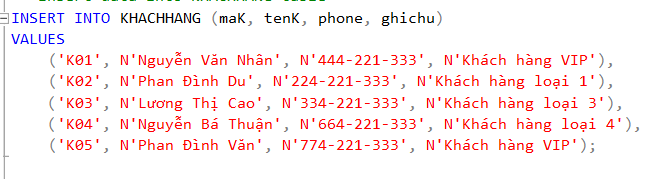 INSERT INTO KHACHHANG (maK, tenK, phone, ghichu)
VALUES
('K01', N'Nguyễn Văn Nhân', N'444-221-333', N'Khách hàng VIP'),
('K02', N'Phan Đình Du', N'224-221-333', N'Khách hàng loại 1'),
('K03', N'Lương Thị Cao', N'334-221-333', N'Khách hàng loại 3'),
('K04', N'Nguyễn Bá Thuận', N'664-221-333', N'Khách hàng loại 4'),
('K05', N'Phan Đình Văn', N'774-221-333', N'Khách hàng VIP');